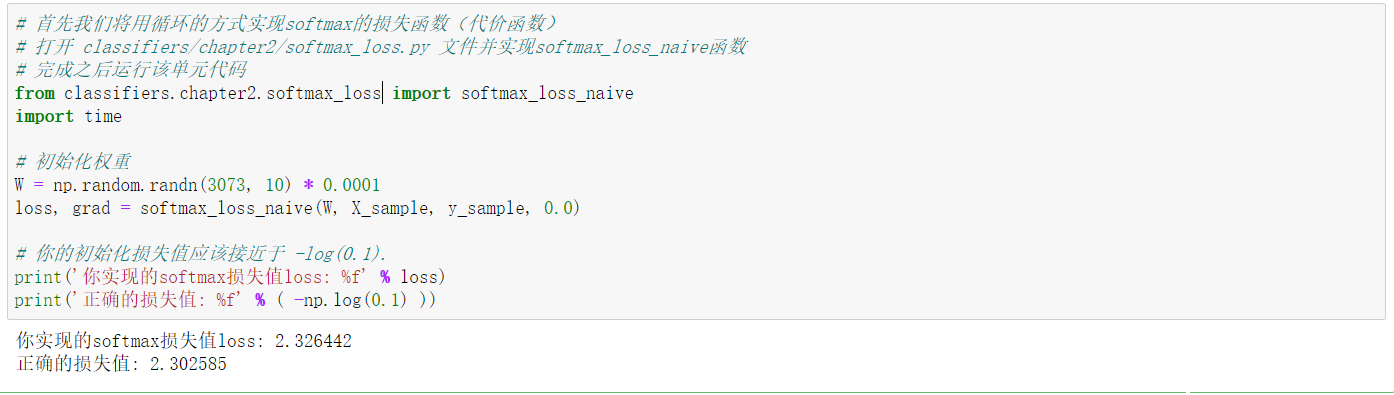 # 首先我们将用循环的方式实现softmax的损失函数（代价函数）
# 打开 classifiers/chapter2/softmax_loss.py 文件并实现softmax_loss_naive函数
# 完成之后运行该单元代码
from classifiers.chapter2.softmax_loss import softmax_loss_naive
import time
# 初始化权重
W = np.random.randn(3073, 10) * 0.0001
loss, grad = softmax_loss_naive(W, X_sample, y_sample, 0.0)
# 你的初始化损失值应该接近于 -log(0.1).
print('你实现的softmax损失值loss: %f' % loss)
print('正确的损失值: %f' % ( -np.log(0.1) ))
你实现的softmax损失值loss: 2.326442
正确的损失值: 2.302585